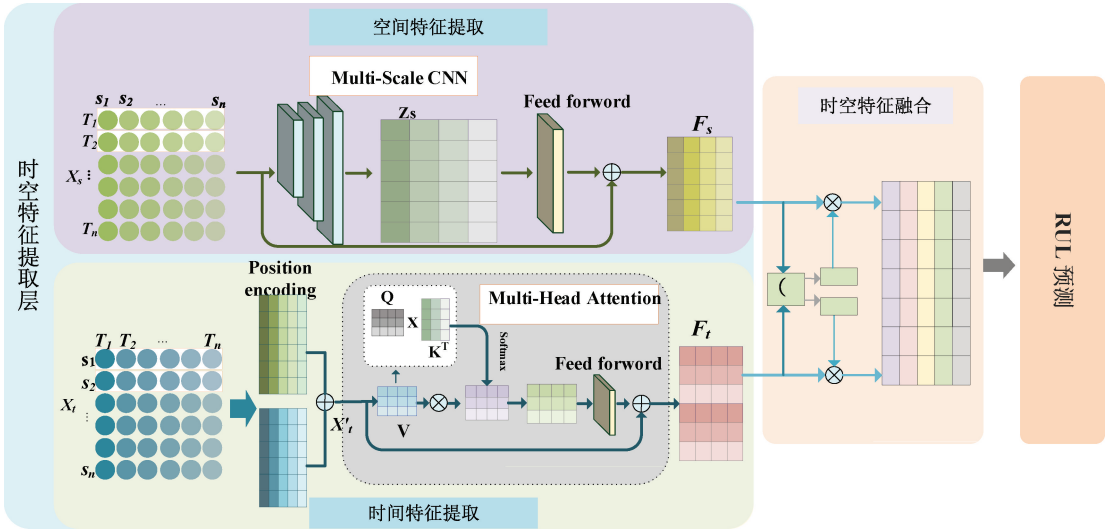 时空特征提取层
空间特征提取
Multi-Scale CNN
s1 s2 ... sn
T1
T2
Xs ⋮
Tn
Zs
Feed forword
Fs
Position
encoding
T1 T2 ... Tn
s1
s2
Xt ⋮
sn
X't
Q
X
K^T
Multi-Head Attention
Softmax
V
Feed forword
Ft
时间特征提取
时空特征融合
(
RUL 预测